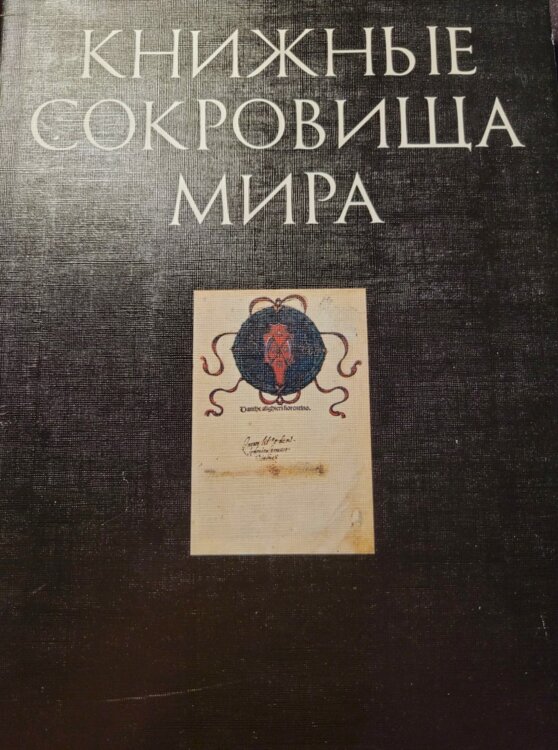 КНИЖНЫЕ
СОКРОВИЩА
МИРА
Danthe alighieri fiorentino.